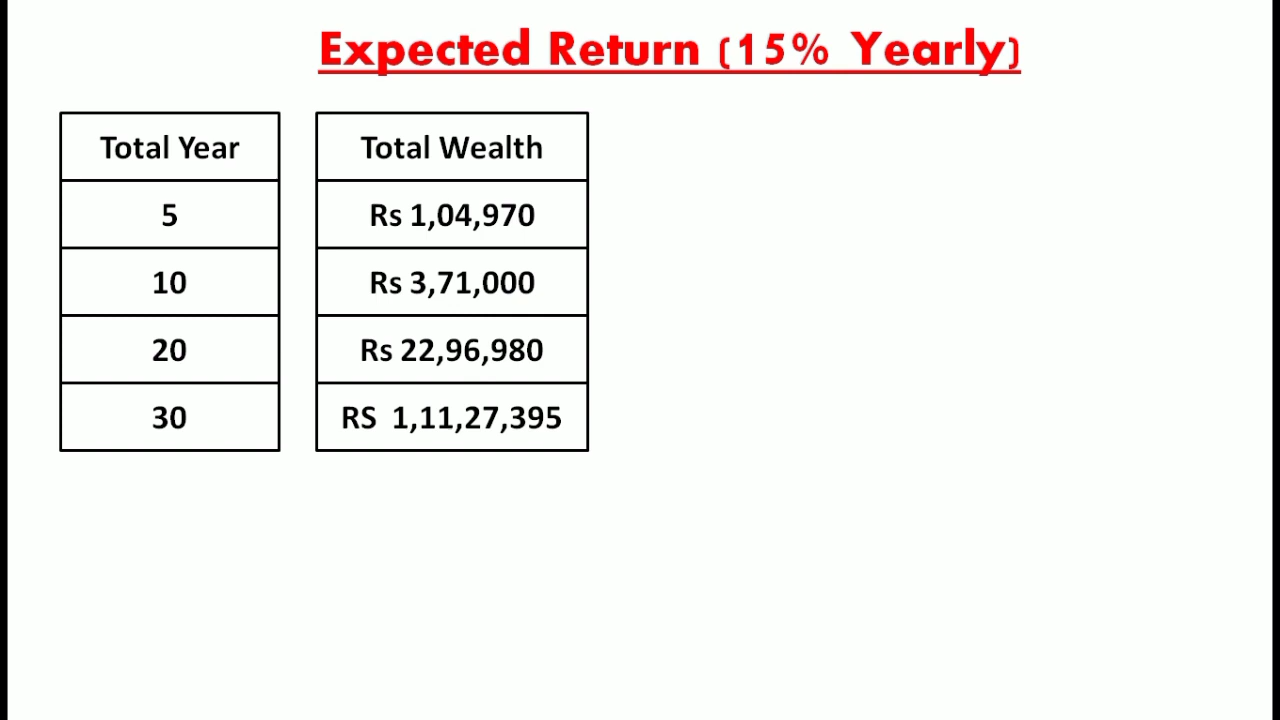 Expected Return (15% Yearly)
Total Year Total Wealth
5 Rs 1,04,970
10 Rs 3,71,000
20 Rs 22,96,980
30 RS 1,11,27,395